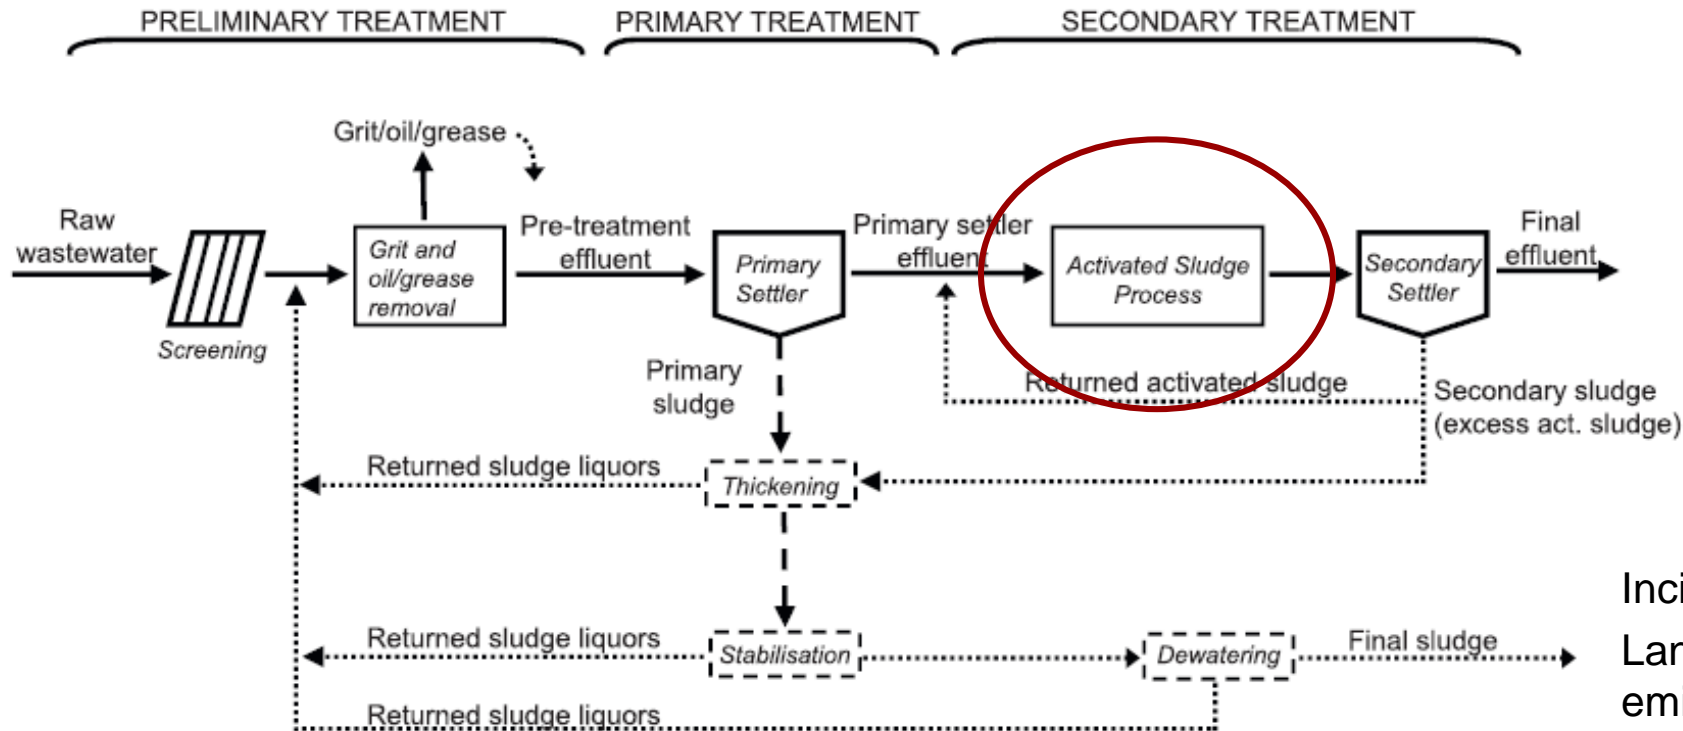 PRELIMINARY TREATMENT
PRIMARY TREATMENT
SECONDARY TREATMENT
Grit/oil/grease
Raw
wastewater
Screening
Grit and
oil/grease
removal
Pre-treatment
effluent
Primary
Settler
Primary settler
effluent
Activated Sludge
Process
Secondary
Settler
Final
effluent
Primary
sludge
Returned activated sludge
Secondary sludge
(excess act. sludge)
Returned sludge liquors
Thickening
Returned sludge liquors
Stabilisation
Dewatering
Final sludge
Returned sludge liquors